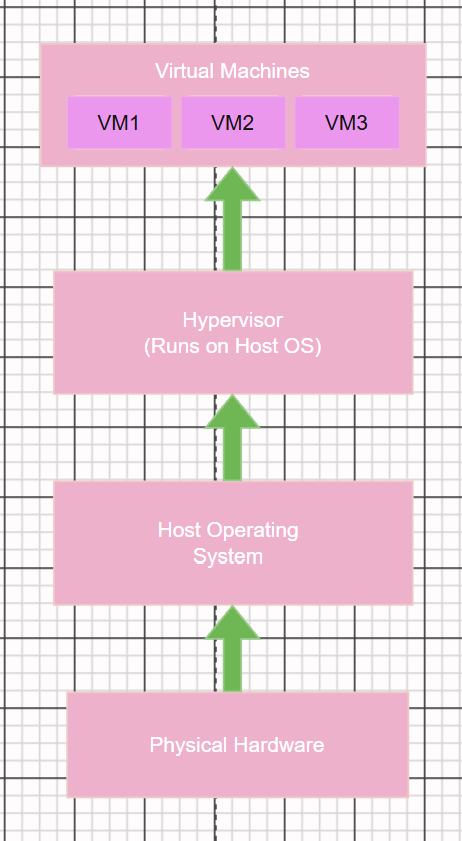 Virtual Machines
VM1 VM2 VM3
Hypervisor
(Runs on Host OS)
Host Operating
System
Physical Hardware